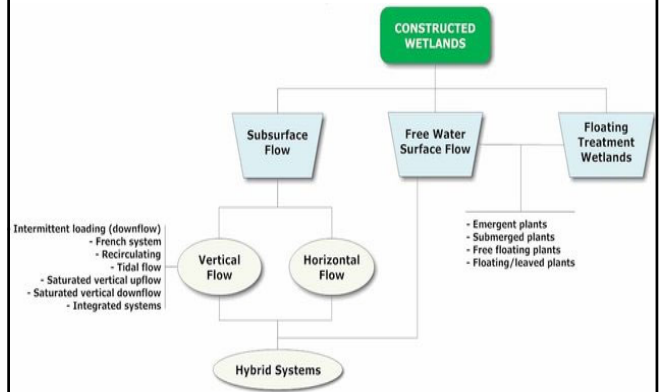 CONSTRUCTED
WETLANDS
Subsurface
Flow
Free Water
Surface Flow
Floating
Treatment
Wetlands
Intermittent loading (downflow)
- French system
- Recirculating
- Tidal flow
- Saturated vertical upflow
- Saturated vertical downflow
- Integrated systems
Vertical
Flow
Horizontal
Flow
- Emergent plants
- Submerged plants
- Free floating plants
- Floating/leaved plants
Hybrid Systems